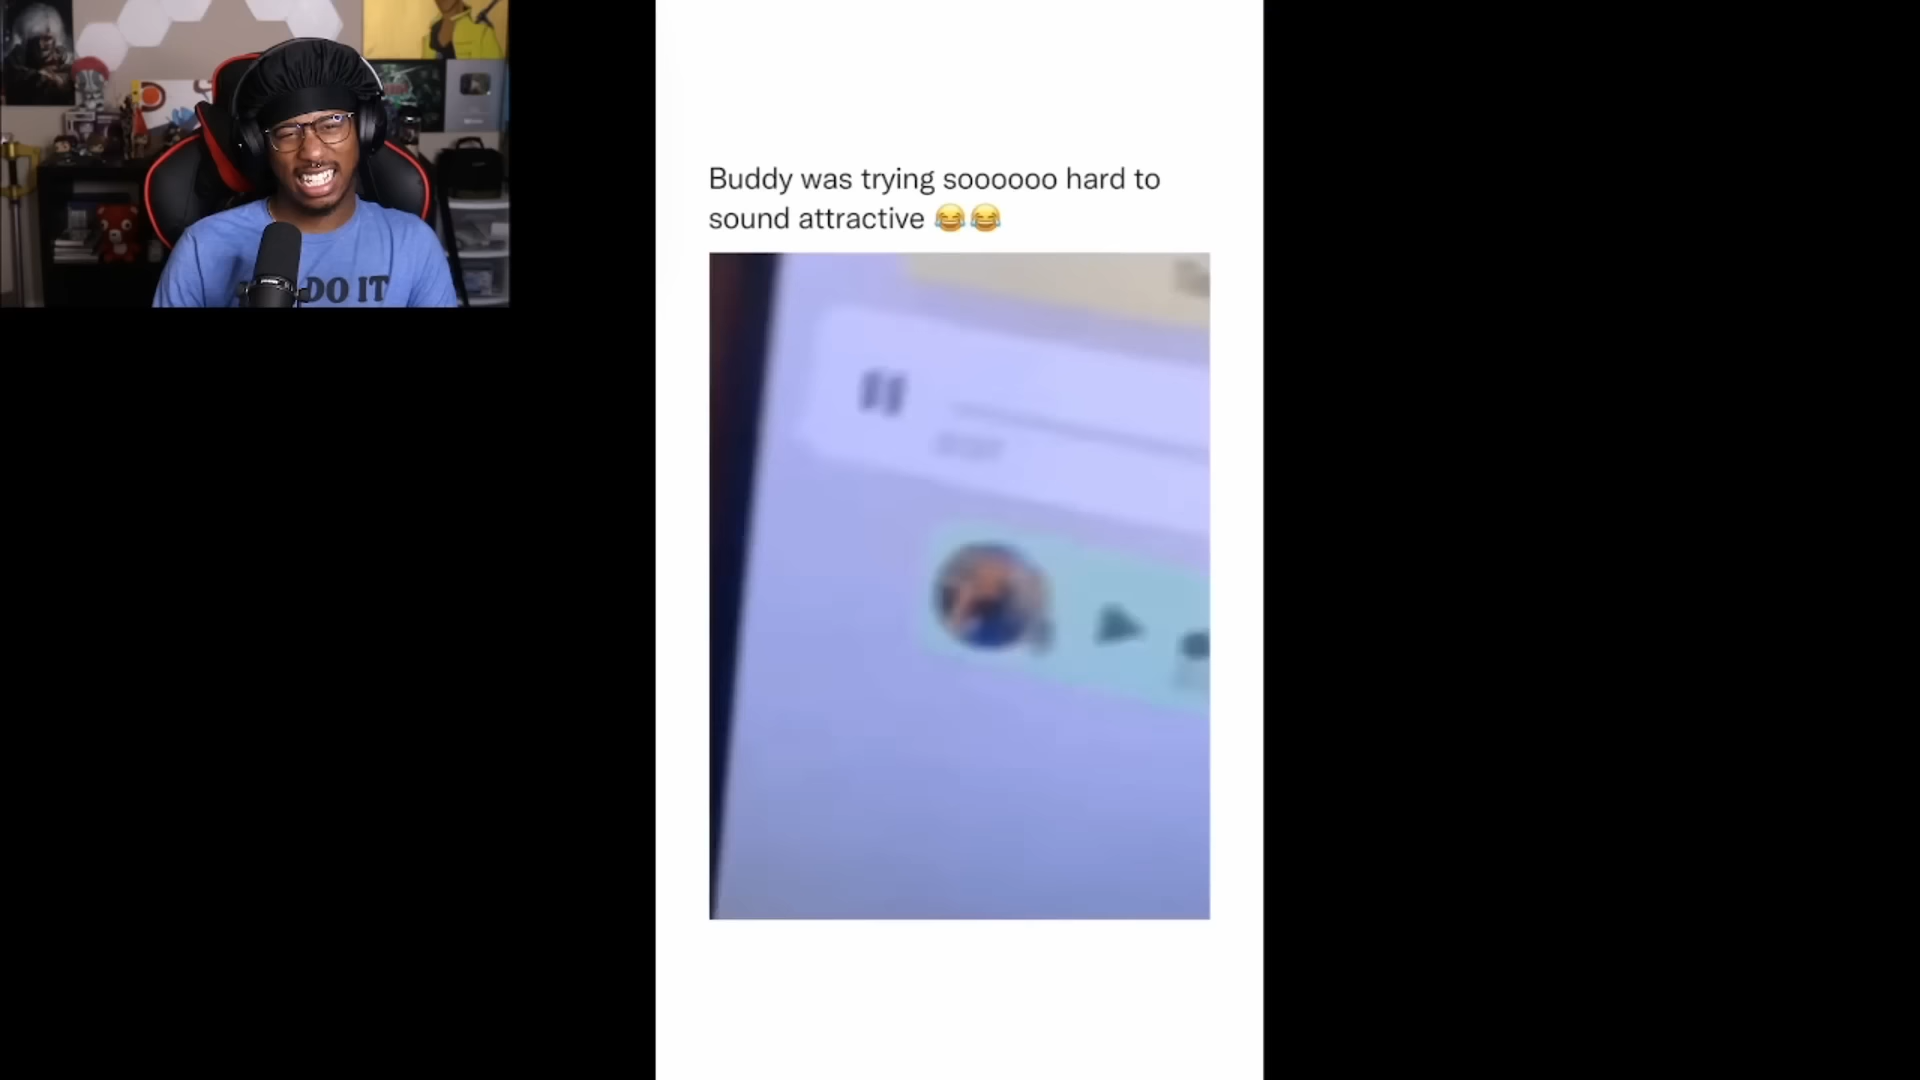 Buddy was trying soooooo hard to
sound attractive 😂😂
DO IT